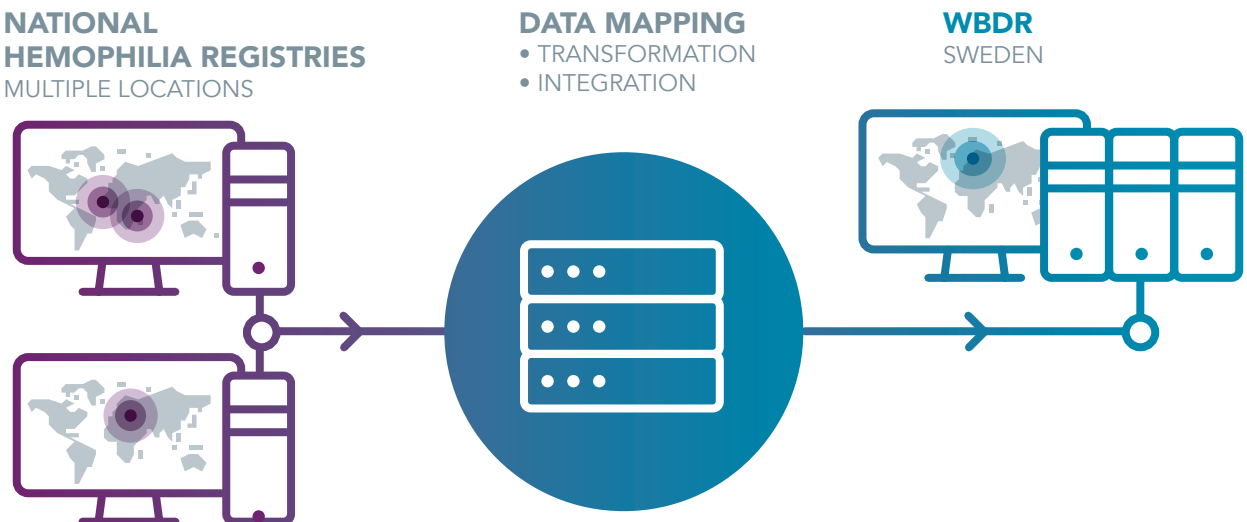 NATIONAL
HEMOPHILIA REGISTRIES
MULTIPLE LOCATIONS
DATA MAPPING
• TRANSFORMATION
• INTEGRATION
WBDR
SWEDEN